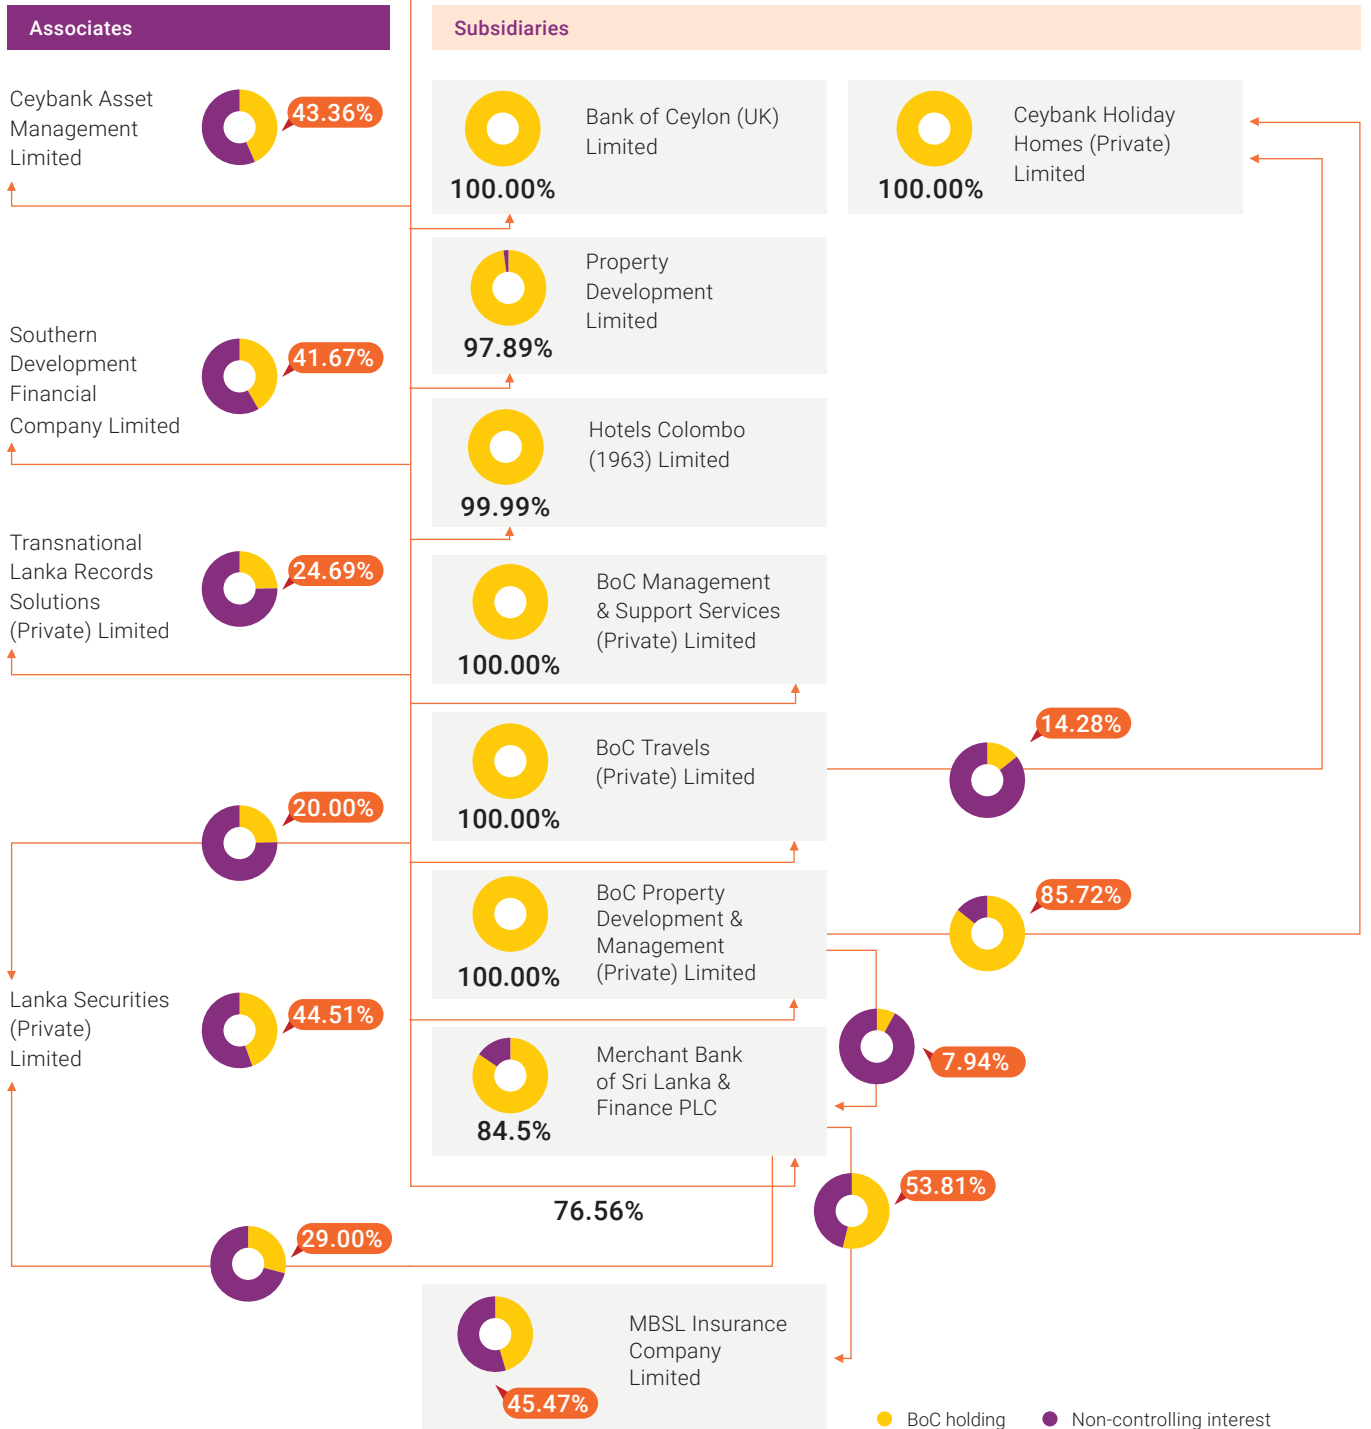 Associates
Ceybank Asset
Management
Limited
43.36%
Southern
Development
Financial
Company Limited
41.67%
Transnational
Lanka Records
Solutions
(Private) Limited
24.69%
20.00%
Lanka Securities
(Private)
Limited
44.51%
29.00%
Subsidiaries
Bank of Ceylon (UK)
Limited
100.00%
Ceybank Holiday
Homes (Private)
Limited
100.00%
Property
Development
Limited
97.89%
Hotels Colombo
(1963) Limited
99.99%
BoC Management
& Support Services
(Private) Limited
100.00%
BoC Travels
(Private) Limited
100.00%
14.28%
BoC Property
Development &
Management
(Private) Limited
100.00%
85.72%
7.94%
Merchant Bank
of Sri Lanka &
Finance PLC
84.5%
76.56%
53.81%
MBSL Insurance
Company
Limited
45.47%
BoC holding
Non-controlling interest